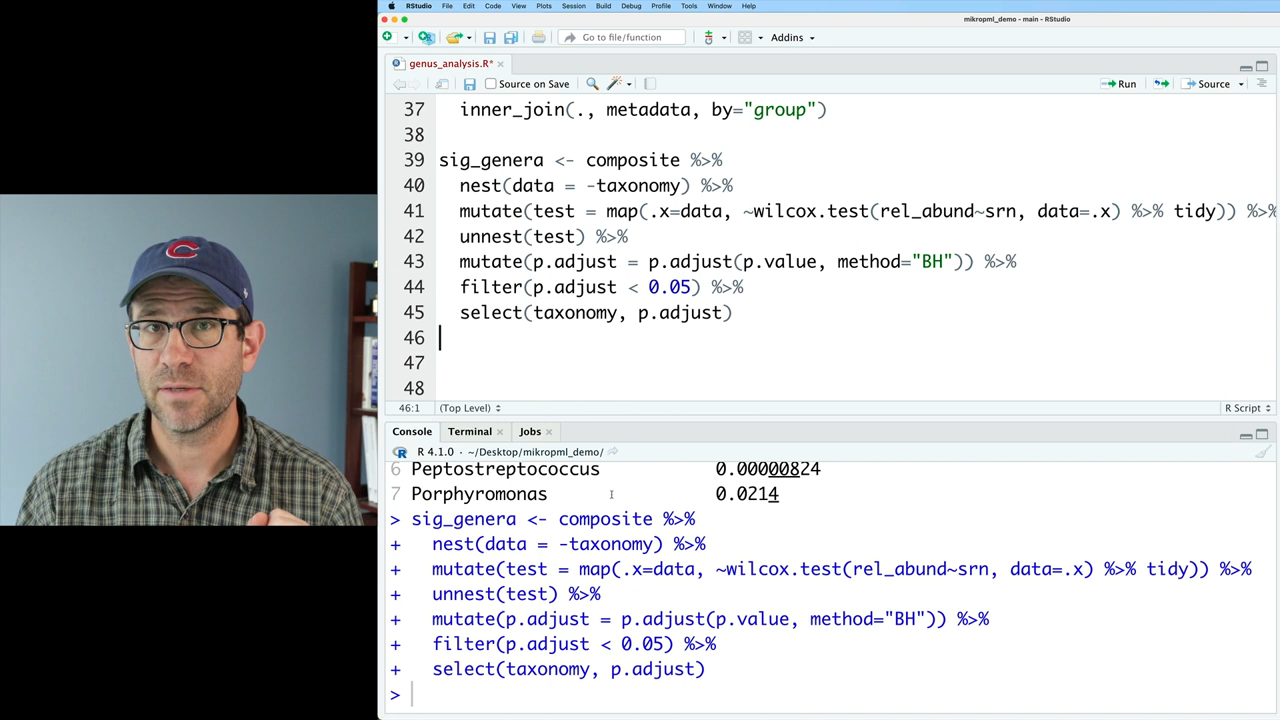 RStudio File Edit Code View Plots Session Build Debug Profile Tools Window Help
mikropml_demo - main - RStudio
Go to file/function Addins
genus_analysis.R*
Source on Save Run Source
37 inner_join(., metadata, by="group")
38
39 sig_genera <- composite %>%
40 nest(data = -taxonomy) %>%
41 mutate(test = map(.x=data, ~wilcox.test(rel_abund~srn, data=.x) %>% tidy)) %>%
42 unnest(test) %>%
43 mutate(p.adjust = p.adjust(p.value, method="BH")) %>%
44 filter(p.adjust < 0.05) %>%
45 select(taxonomy, p.adjust)
46
47
48
46:1 (Top Level) R Script
Console Terminal Jobs
R 4.1.0 · ~/Desktop/mikropml_demo/
6 Peptostreptococcus 0.00000824
7 Porphyromonas 0.0214
> sig_genera <- composite %>%
+ nest(data = -taxonomy) %>%
+ mutate(test = map(.x=data, ~wilcox.test(rel_abund~srn, data=.x) %>% tidy)) %>%
+ unnest(test) %>%
+ mutate(p.adjust = p.adjust(p.value, method="BH")) %>%
+ filter(p.adjust < 0.05) %>%
+ select(taxonomy, p.adjust)
>
C